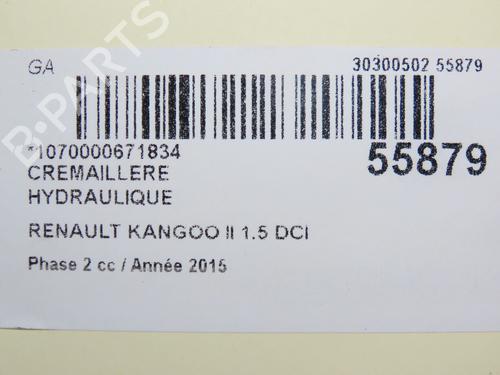 GA 30300502 55879
*1070000671834 55879
CREMAILLERE
HYDRAULIQUE
RENAULT KANGOO II 1.5 DCI
Phase 2 cc / Année 2015
B-PARTS